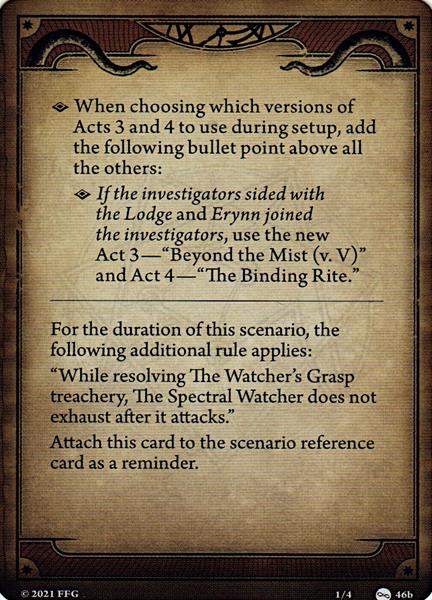 When choosing which versions of
Acts 3 and 4 to use during setup, add
the following bullet point above all
the others:
If the investigators sided with
the Lodge and Erynn joined
the investigators, use the new
Act 3—“Beyond the Mist (v. V)”
and Act 4—“The Binding Rite.”
For the duration of this scenario, the
following additional rule applies:
“While resolving The Watcher’s Grasp
treachery, The Spectral Watcher does not
exhaust after it attacks.”
Attach this card to the scenario reference
card as a reminder.
© 2021 FFG 1/4 46b